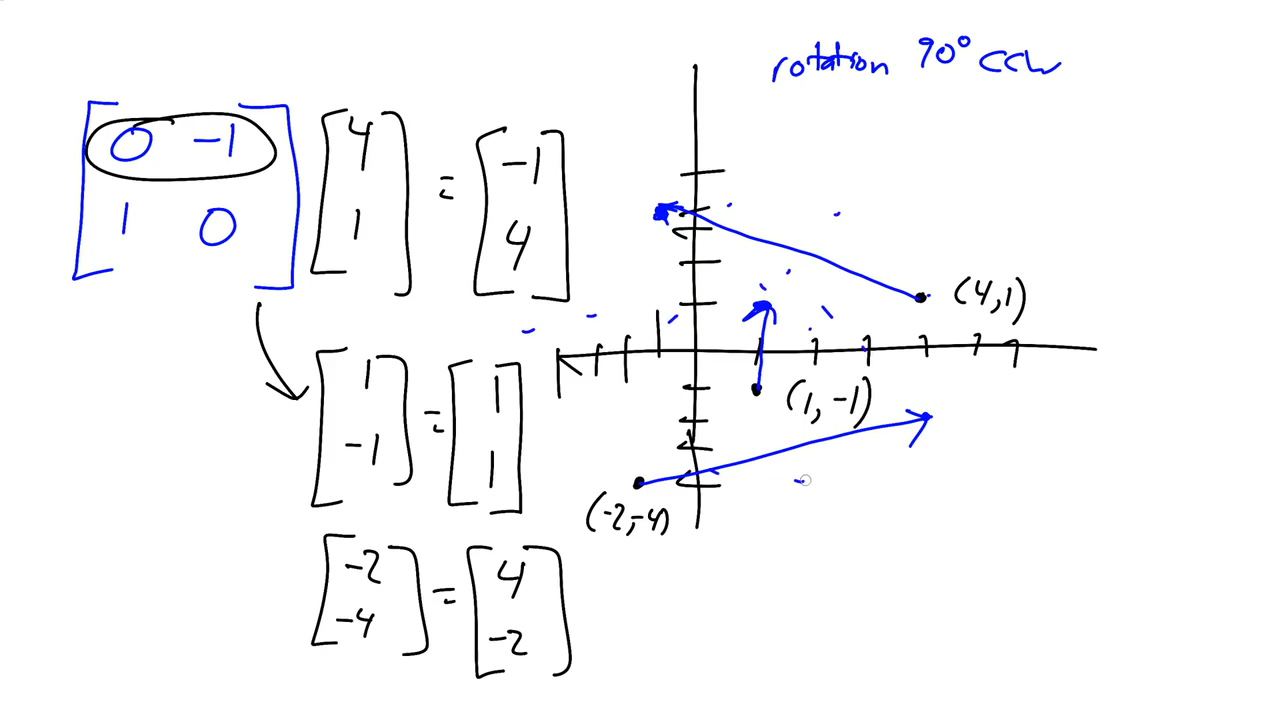 rotation 90° CCW
[0 -1
1 0] [4
1] = [-1
4]
(4,1)
[1
-1] = [1
1]
(1,-1)
(-2,-4)
[-2
-4] = [4
-2]